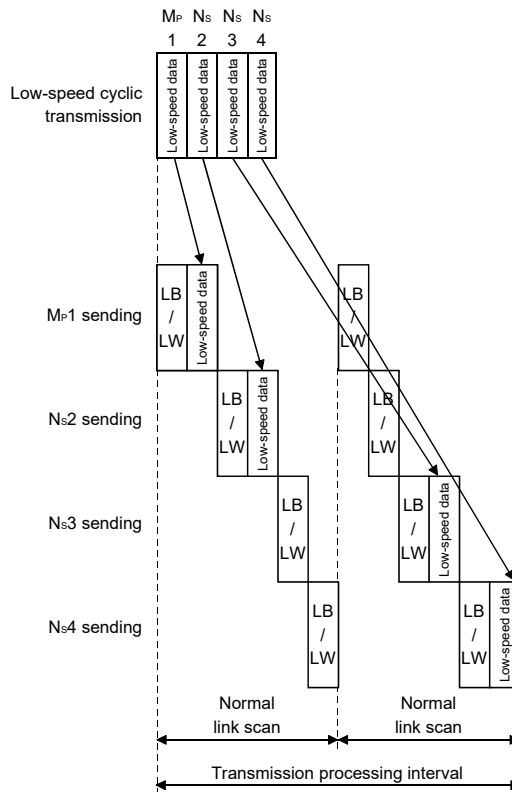 MP NS NS NS
1 2 3 4
Low-speed cyclic
transmission
Low-speed data
Low-speed data
Low-speed data
Low-speed data
MP1 sending
LB
/
LW
Low-speed data
LB
/
LW
NS2 sending
LB
/
LW
Low-speed data
LB
/
LW
NS3 sending
LB
/
LW
LB
/
LW
Low-speed data
NS4 sending
LB
/
LW
LB
/
LW
Low-speed data
Normal
link scan
Normal
link scan
Transmission processing interval